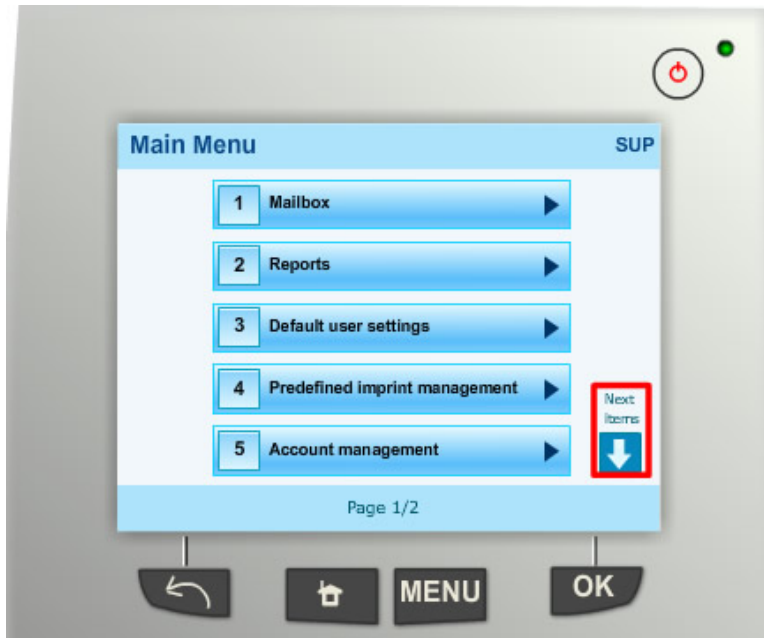 Main Menu
SUP
1 Mailbox
2 Reports
3 Default user settings
4 Predefined imprint management
5 Account management
Next
Items
Page 1/2
MENU
OK